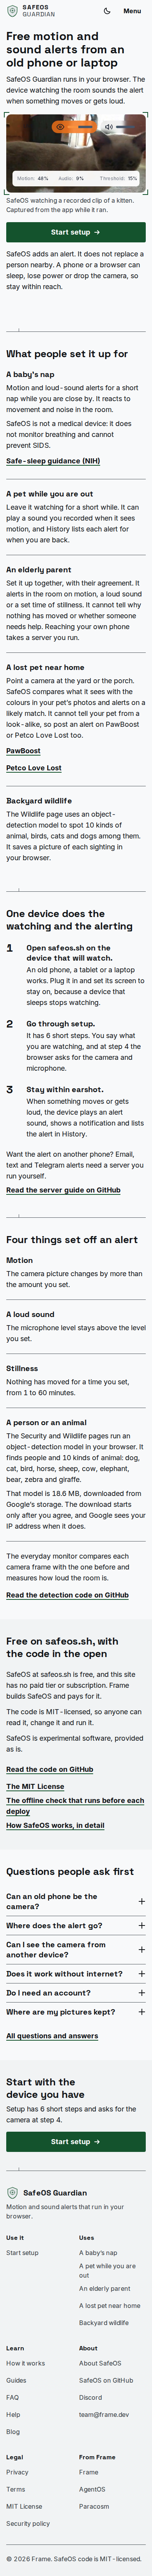 SAFEOS
GUARDIAN
Menu
Free motion and
sound alerts from an
old phone or laptop
SafeOS Guardian runs in your browser. The
device watching the room sounds the alert
when something moves or gets loud.
Motion: 48%
Audio: 9%
Threshold: 15%
SafeOS watching a recorded clip of a kitten.
Captured from the app while it ran.
Start setup →
SafeOS adds an alert. It does not replace a
person nearby. A phone or a browser can
sleep, lose power or drop the camera, so
stay within reach.
What people set it up for
A baby's nap
Motion and loud-sound alerts for a short
nap while you are close by. It reacts to
movement and noise in the room.
SafeOS is not a medical device: it does
not monitor breathing and cannot
prevent SIDS.
Safe-sleep guidance (NIH)
A pet while you are out
Leave it watching for a short while. It can
play a sound you recorded when it sees
motion, and History lists each alert for
when you are back.
An elderly parent
Set it up together, with their agreement. It
alerts in the room on motion, a loud sound
or a set time of stillness. It cannot tell why
nothing has moved or whether someone
needs help. Reaching your own phone
takes a server you run.
A lost pet near home
Point a camera at the yard or the porch.
SafeOS compares what it sees with the
colours in your pet's photos and alerts on a
likely match. It cannot tell your pet from a
look-alike, so post an alert on PawBoost
or Petco Love Lost too.
PawBoost
Petco Love Lost
Backyard wildlife
The Wildlife page uses an object-
detection model to spot 10 kinds of
animal, birds, cats and dogs among them.
It saves a picture of each sighting in
your browser.
One device does the
watching and the alerting
1 Open safeos.sh on the
device that will watch.
An old phone, a tablet or a laptop
works. Plug it in and set its screen to
stay on, because a device that
sleeps stops watching.
2 Go through setup.
It has 6 short steps. You say what
you are watching, and at step 4 the
browser asks for the camera and
microphone.
3 Stay within earshot.
When something moves or gets
loud, the device plays an alert
sound, shows a notification and lists
the alert in History.
Want the alert on another phone? Email,
text and Telegram alerts need a server you
run yourself.
Read the server guide on GitHub
Four things set off an alert
Motion
The camera picture changes by more than
the amount you set.
A loud sound
The microphone level stays above the level
you set.
Stillness
Nothing has moved for a time you set,
from 1 to 60 minutes.
A person or an animal
The Security and Wildlife pages run an
object-detection model in your browser. It
finds people and 10 kinds of animal: dog,
cat, bird, horse, sheep, cow, elephant,
bear, zebra and giraffe.
That model is 18.6 MB, downloaded from
Google's storage. The download starts
only after you agree, and Google sees your
IP address when it does.
The everyday monitor compares each
camera frame with the one before and
measures how loud the room is.
Read the detection code on GitHub
Free on safeos.sh, with
the code in the open
SafeOS at safeos.sh is free, and this site
has no paid tier or subscription. Frame
builds SafeOS and pays for it.
The code is MIT-licensed, so anyone can
read it, change it and run it.
SafeOS is experimental software, provided
as is.
Read the code on GitHub
The MIT License
The offline check that runs before each
deploy
How SafeOS works, in detail
Questions people ask first
Can an old phone be the
camera?
Where does the alert go?
Can I see the camera from
another device?
Does it work without internet?
Do I need an account?
Where are my pictures kept?
All questions and answers
Start with the
device you have
Setup has 6 short steps and asks for the
camera at step 4.
Start setup →
SafeOS Guardian
Motion and sound alerts that run in your
browser.
Use it
Start setup
Uses
A baby's nap
A pet while you are
out
An elderly parent
A lost pet near home
Backyard wildlife
Learn
How it works
Guides
FAQ
Help
Blog
About
About SafeOS
SafeOS on GitHub
Discord
team@frame.dev
Legal
Privacy
Terms
MIT License
Security policy
From Frame
Frame
AgentOS
Paracosm
© 2026 Frame. SafeOS code is MIT-licensed.